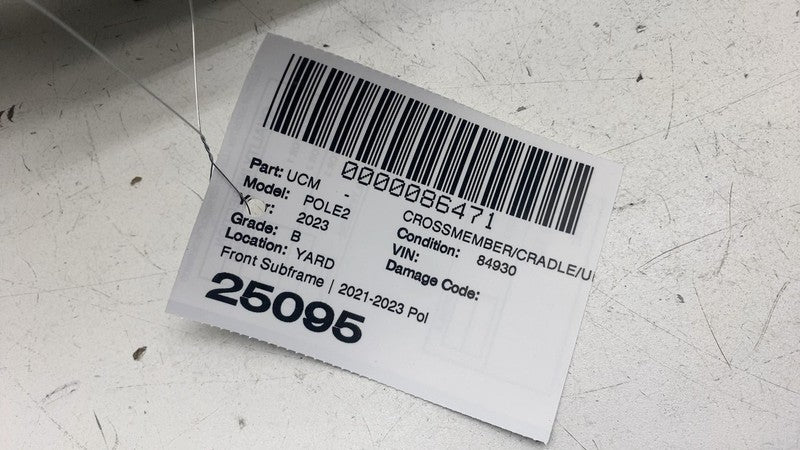 0000086471
Part: UCM - CROSSMEMBER/CRADLE/U
Model: POLE2 Condition: 84930
Year: 2023 VIN:
Grade: B Damage Code:
Location: YARD
Front Subframe | 2021-2023 Pol
25095